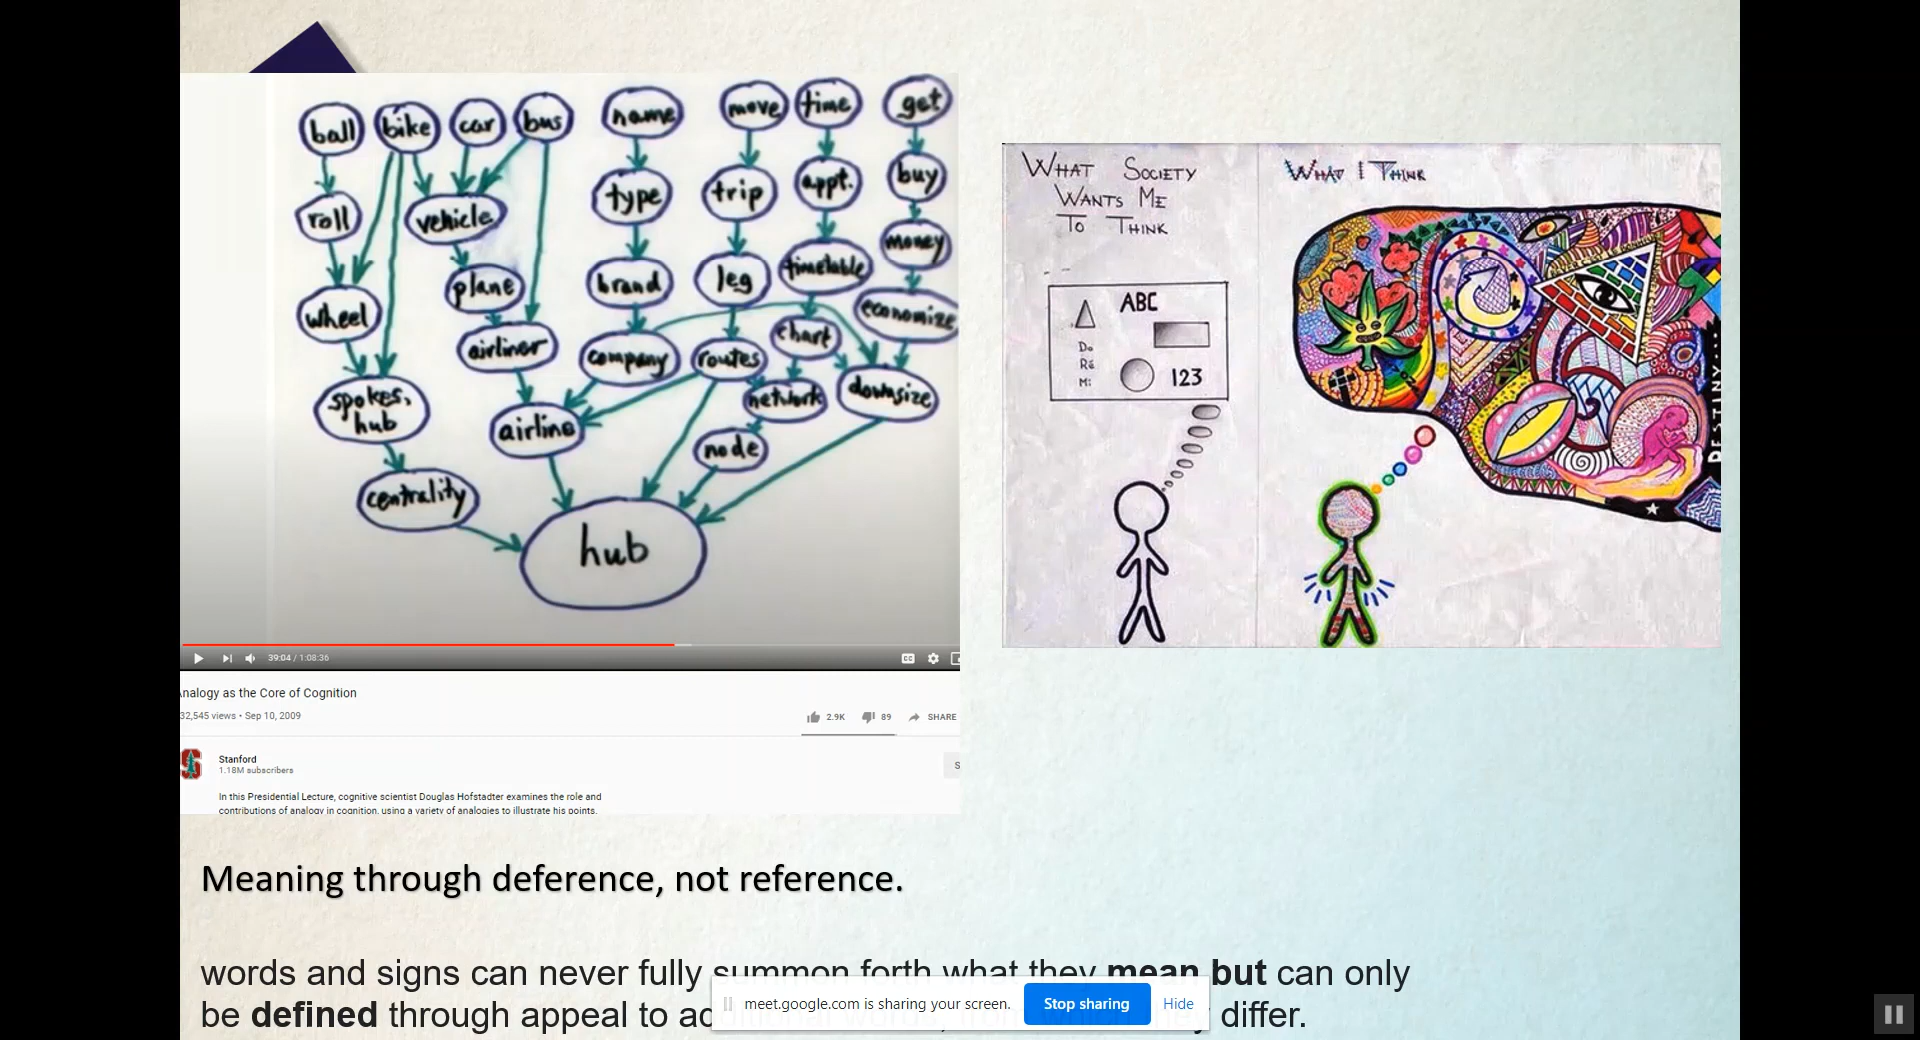 ball
bike
car
bus
name
move
time
get
roll
vehicle
type
trip
appt.
buy
wheel
plane
brand
leg
timetable
money
economize
airliner
company
routes
chart
spokes,
hub
airline
network
downsize
node
centrality
hub
39:04 / 1:08:36
CC
nalogy as the Core of Cognition
32,545 views • Sep 10, 2009
2.9K
89
SHARE
Stanford
1.18M subscribers
S
In this Presidential Lecture, cognitive scientist Douglas Hofstadter examines the role and
contributions of analogy in cognition, using a variety of analogies to illustrate his points.
WHAT SOCIETY
WANTS ME
TO THINK
ABC
Do
Ré
Mi
123
WHAT I THINK
DESTINY...
Meaning through deference, not reference.
words and signs can never fully summon forth what they mean but can only
be defined through appeal to differ.
meet.google.com is sharing your screen.
Stop sharing
Hide